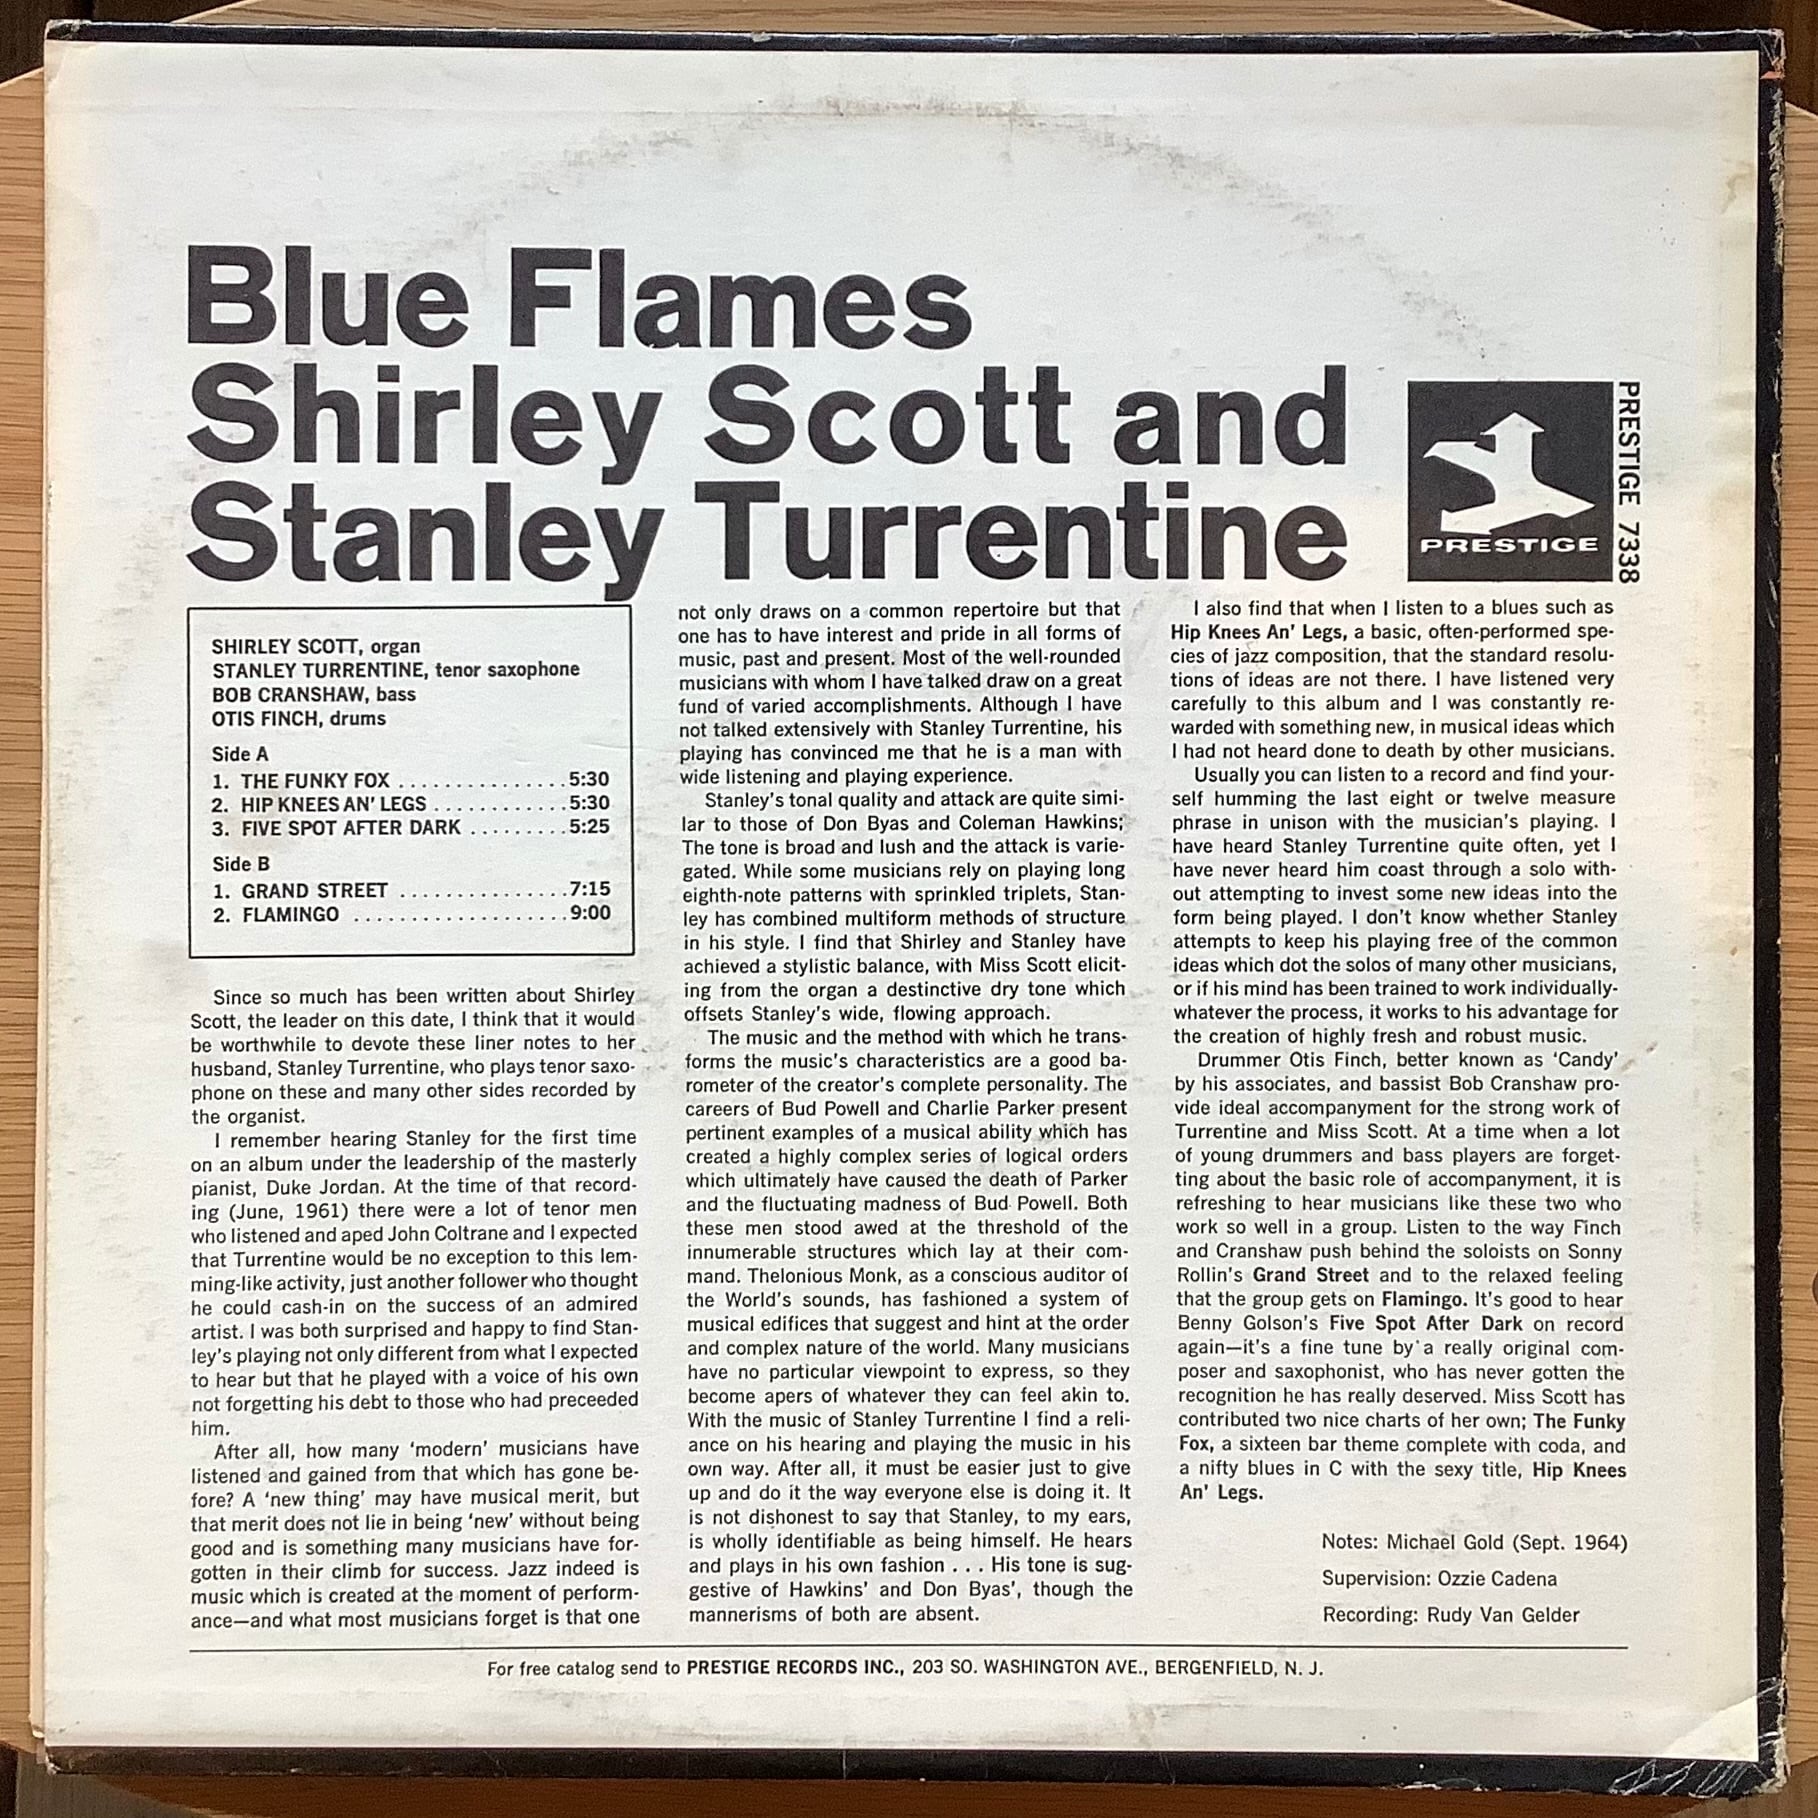 Blue Flames
Shirley Scott and
Stanley Turrentine
PRESTIGE
PRESTIGE 7338
SHIRLEY SCOTT, organ
STANLEY TURRENTINE, tenor saxophone
BOB CRANSHAW, bass
OTIS FINCH, drums
Side A
1. THE FUNKY FOX . . . . . . . . . . . . . . . 5:30
2. HIP KNEES AN' LEGS . . . . . . . . . . . . 5:30
3. FIVE SPOT AFTER DARK . . . . . . . . . 5:25
Side B
1. GRAND STREET . . . . . . . . . . . . . . . 7:15
2. FLAMINGO . . . . . . . . . . . . . . . . . . . 9:00
Since so much has been written about Shirley
Scott, the leader on this date, I think that it would
be worthwhile to devote these liner notes to her
husband, Stanley Turrentine, who plays tenor saxo-
phone on these and many other sides recorded by
the organist.
I remember hearing Stanley for the first time
on an album under the leadership of the masterly
pianist, Duke Jordan. At the time of that record-
ing (June, 1961) there were a lot of tenor men
who listened and aped John Coltrane and I expected
that Turrentine would be no exception to this lem-
ming-like activity, just another follower who thought
he could cash-in on the success of an admired
artist. I was both surprised and happy to find Stan-
ley's playing not only different from what I expected
to hear but that he played with a voice of his own
not forgetting his debt to those who had preceeded
him.
After all, how many 'modern' musicians have
listened and gained from that which has gone be-
fore? A 'new thing' may have musical merit, but
that merit does not lie in being 'new' without being
good and is something many musicians have for-
gotten in their climb for success. Jazz indeed is
music which is created at the moment of perform-
ance—and what most musicians forget is that one
not only draws on a common repertoire but that
one has to have interest and pride in all forms of
music, past and present. Most of the well-rounded
musicians with whom I have talked draw on a great
fund of varied accomplishments. Although I have
not talked extensively with Stanley Turrentine, his
playing has convinced me that he is a man with
wide listening and playing experience.
Stanley's tonal quality and attack are quite simi-
lar to those of Don Byas and Coleman Hawkins;
The tone is broad and lush and the attack is varie-
gated. While some musicians rely on playing long
eighth-note patterns with sprinkled triplets, Stan-
ley has combined multiform methods of structure
in his style. I find that Shirley and Stanley have
achieved a stylistic balance, with Miss Scott elicit-
ing from the organ a destinctive dry tone which
offsets Stanley's wide, flowing approach.
The music and the method with which he trans-
forms the music's characteristics are a good ba-
rometer of the creator's complete personality. The
careers of Bud Powell and Charlie Parker present
pertinent examples of a musical ability which has
created a highly complex series of logical orders
which ultimately have caused the death of Parker
and the fluctuating madness of Bud Powell. Both
these men stood awed at the threshold of the
innumerable structures which lay at their com-
mand. Thelonious Monk, as a conscious auditor of
the World's sounds, has fashioned a system of
musical edifices that suggest and hint at the order
and complex nature of the world. Many musicians
have no particular viewpoint to express, so they
become apers of whatever they can feel akin to.
With the music of Stanley Turrentine I find a reli-
ance on his hearing and playing the music in his
own way. After all, it must be easier just to give
up and do it the way everyone else is doing it. It
is not dishonest to say that Stanley, to my ears,
is wholly identifiable as being himself. He hears
and plays in his own fashion . . . His tone is sug-
gestive of Hawkins' and Don Byas', though the
mannerisms of both are absent.
I also find that when I listen to a blues such as
Hip Knees An' Legs, a basic, often-performed spe-
cies of jazz composition, that the standard resolu-
tions of ideas are not there. I have listened very
carefully to this album and I was constantly re-
warded with something new, in musical ideas which
I had not heard done to death by other musicians.
Usually you can listen to a record and find your-
self humming the last eight or twelve measure
phrase in unison with the musician's playing. I
have heard Stanley Turrentine quite often, yet I
have never heard him coast through a solo with-
out attempting to invest some new ideas into the
form being played. I don't know whether Stanley
attempts to keep his playing free of the common
ideas which dot the solos of many other musicians,
or if his mind has been trained to work individually-
whatever the process, it works to his advantage for
the creation of highly fresh and robust music.
Drummer Otis Finch, better known as 'Candy'
by his associates, and bassist Bob Cranshaw pro-
vide ideal accompanyment for the strong work of
Turrentine and Miss Scott. At a time when a lot
of young drummers and bass players are forget-
ting about the basic role of accompanyment, it is
refreshing to hear musicians like these two who
work so well in a group. Listen to the way Finch
and Cranshaw push behind the soloists on Sonny
Rollin's Grand Street and to the relaxed feeling
that the group gets on Flamingo. It's good to hear
Benny Golson's Five Spot After Dark on record
again—it's a fine tune by a really original com-
poser and saxophonist, who has never gotten the
recognition he has really deserved. Miss Scott has
contributed two nice charts of her own; The Funky
Fox, a sixteen bar theme complete with coda, and
a nifty blues in C with the sexy title, Hip Knees
An' Legs.
Notes: Michael Gold (Sept. 1964)
Supervision: Ozzie Cadena
Recording: Rudy Van Gelder
For free catalog send to PRESTIGE RECORDS INC., 203 SO. WASHINGTON AVE., BERGENFIELD, N. J.